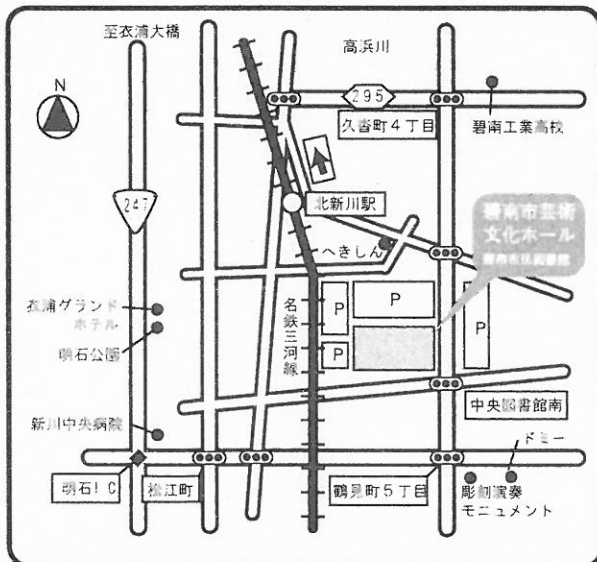 至衣浦大橋
高浜川
N
295
久沓町4丁目
碧南工業高校
247
北新川駅
碧南市芸術
文化ホール
へきしん
P
P
P
P
衣浦グランド
ホテル
明石公園
名鉄三河線
中央図書館南
新川中央病院
ドミー
明石IC
松江町
鶴見町5丁目
彫刻演奏
モニュメント